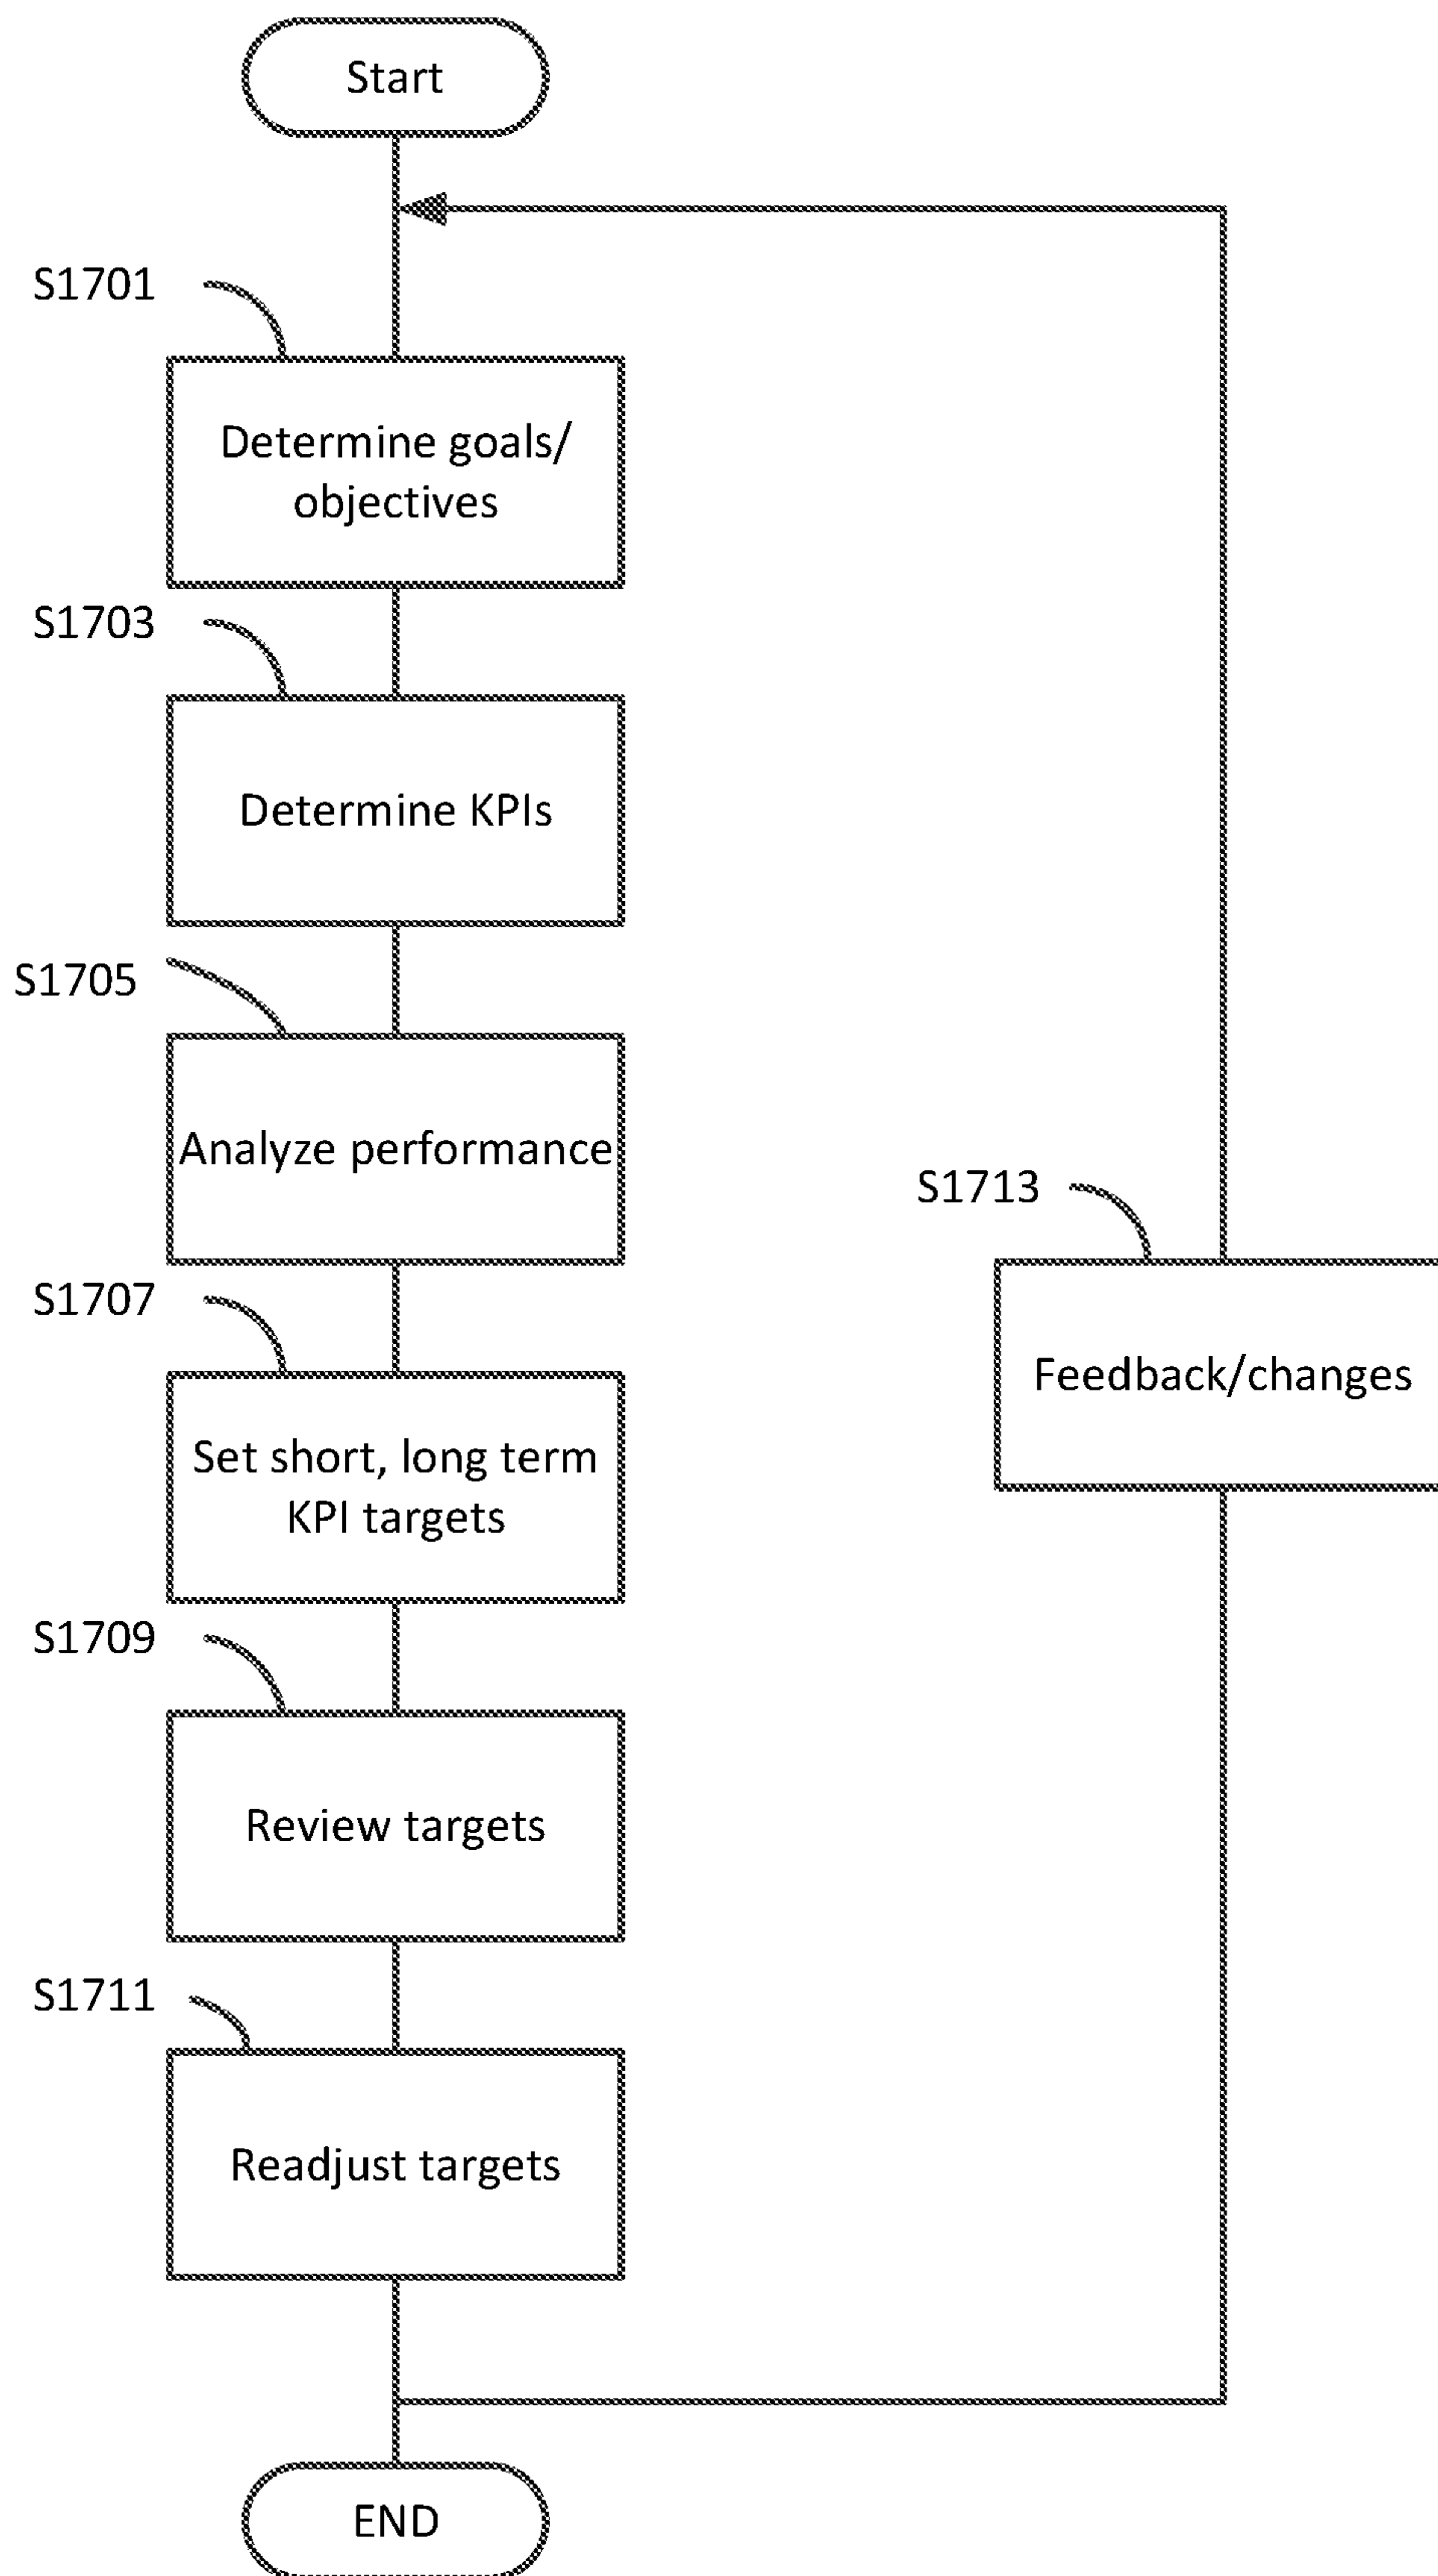 Start
S1701
Determine goals/
objectives
S1703
Determine KPIs
S1705
Analyze performance
S1713
S1707
Feedback/changes
Set short, long term
KPI targets
S1709
Review targets
S1711
Readjust targets
END